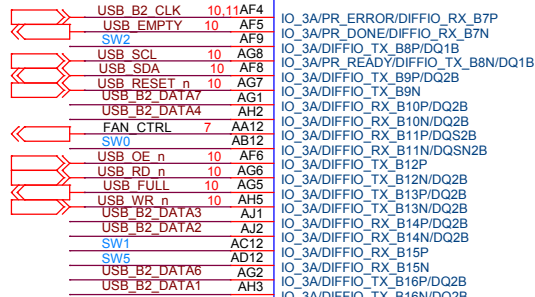 USB_B2_CLK 10,11 AF4 IO_3A/PR_ERROR/DIFFIO_RX_B7P
USB_EMPTY 10 AF5 IO_3A/PR_DONE/DIFFIO_RX_B7N
SW2 AF9 IO_3A/DIFFIO_TX_B8P/DQ1B
USB_SCL 10 AG8 IO_3A/PR_READY/DIFFIO_TX_B8N/DQ1B
USB_SDA 10 AF8 IO_3A/DIFFIO_TX_B9P/DQ2B
USB_RESET_n 10 AG7 IO_3A/DIFFIO_TX_B9N
USB_B2_DATA7 AG1 IO_3A/DIFFIO_RX_B10P/DQ2B
USB_B2_DATA4 AH2 IO_3A/DIFFIO_RX_B10N/DQ2B
FAN_CTRL 7 AA12 IO_3A/DIFFIO_RX_B11P/DQS2B
SW0 AB12 IO_3A/DIFFIO_RX_B11N/DQSN2B
USB_OE_n 10 AF6 IO_3A/DIFFIO_TX_B12P
USB_RD_n 10 AG6 IO_3A/DIFFIO_TX_B12N/DQ2B
USB_FULL 10 AG5 IO_3A/DIFFIO_TX_B13P/DQ2B
USB_WR_n 10 AH5 IO_3A/DIFFIO_TX_B13N/DQ2B
USB_B2_DATA3 AJ1 IO_3A/DIFFIO_RX_B14P/DQ2B
USB_B2_DATA2 AJ2 IO_3A/DIFFIO_RX_B14N/DQ2B
SW1 AC12 IO_3A/DIFFIO_RX_B15P
SW5 AD12 IO_3A/DIFFIO_RX_B15N
USB_B2_DATA6 AG2 IO_3A/DIFFIO_TX_B16P/DQ2B
USB_B2_DATA1 AH3 IO_3A/DIFFIO_TX_B16N/DQ2B